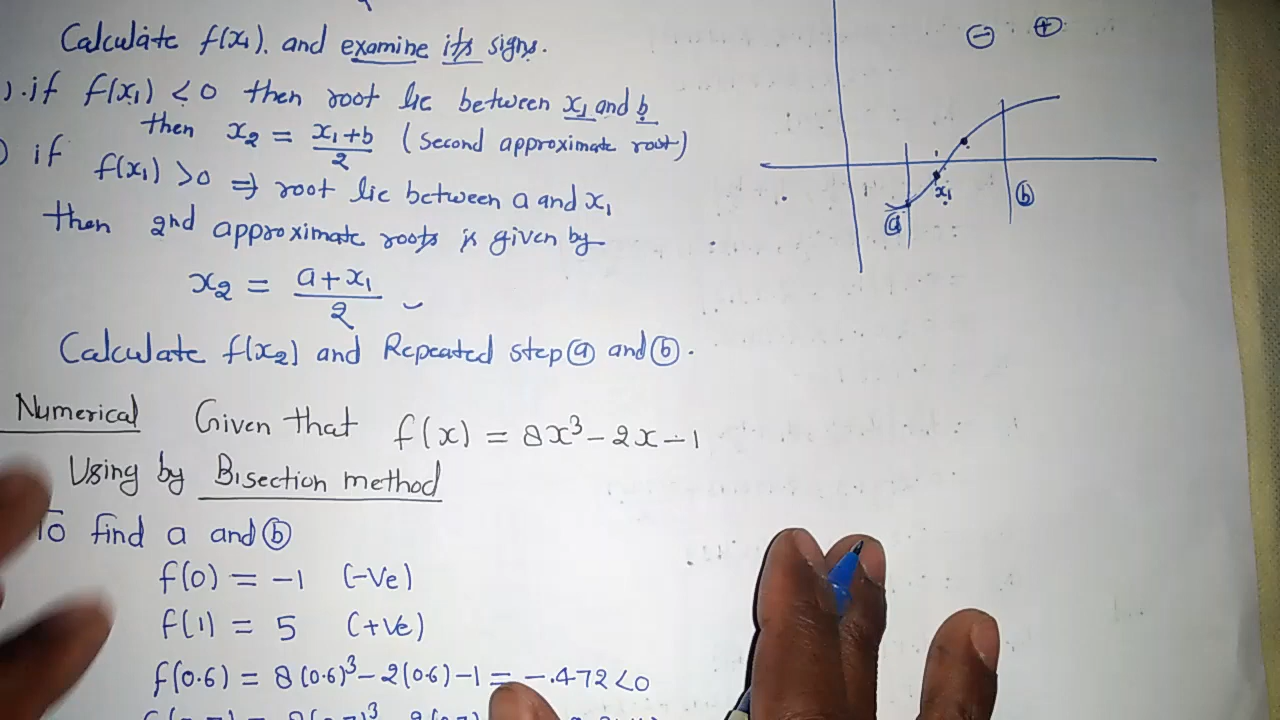 Calculate f(x₁). and examine its signs.
). if f(x₁) < 0 then root lie between x₁ and b
then x₂ = (x₁+b)/2 (second approximate root)
) if f(x₁) >0 ⇒ root lie between a and x₁
then 2nd approximate roots is given by
x₂ = (a+x₁)/2
Calculate f(x₂) and Repeated step ⓐ and ⓑ.
Numerical Given that f(x) = 8x³ - 2x - 1
Using by Bisection method
To find a and ⓑ
f(0) = -1 (-Ve)
f(1) = 5 (+Ve)
f(0.6) = 8(0.6)³ - 2(0.6) - 1 = -.472 <0
⊖ ⊕
x₁
ⓐ
ⓑ